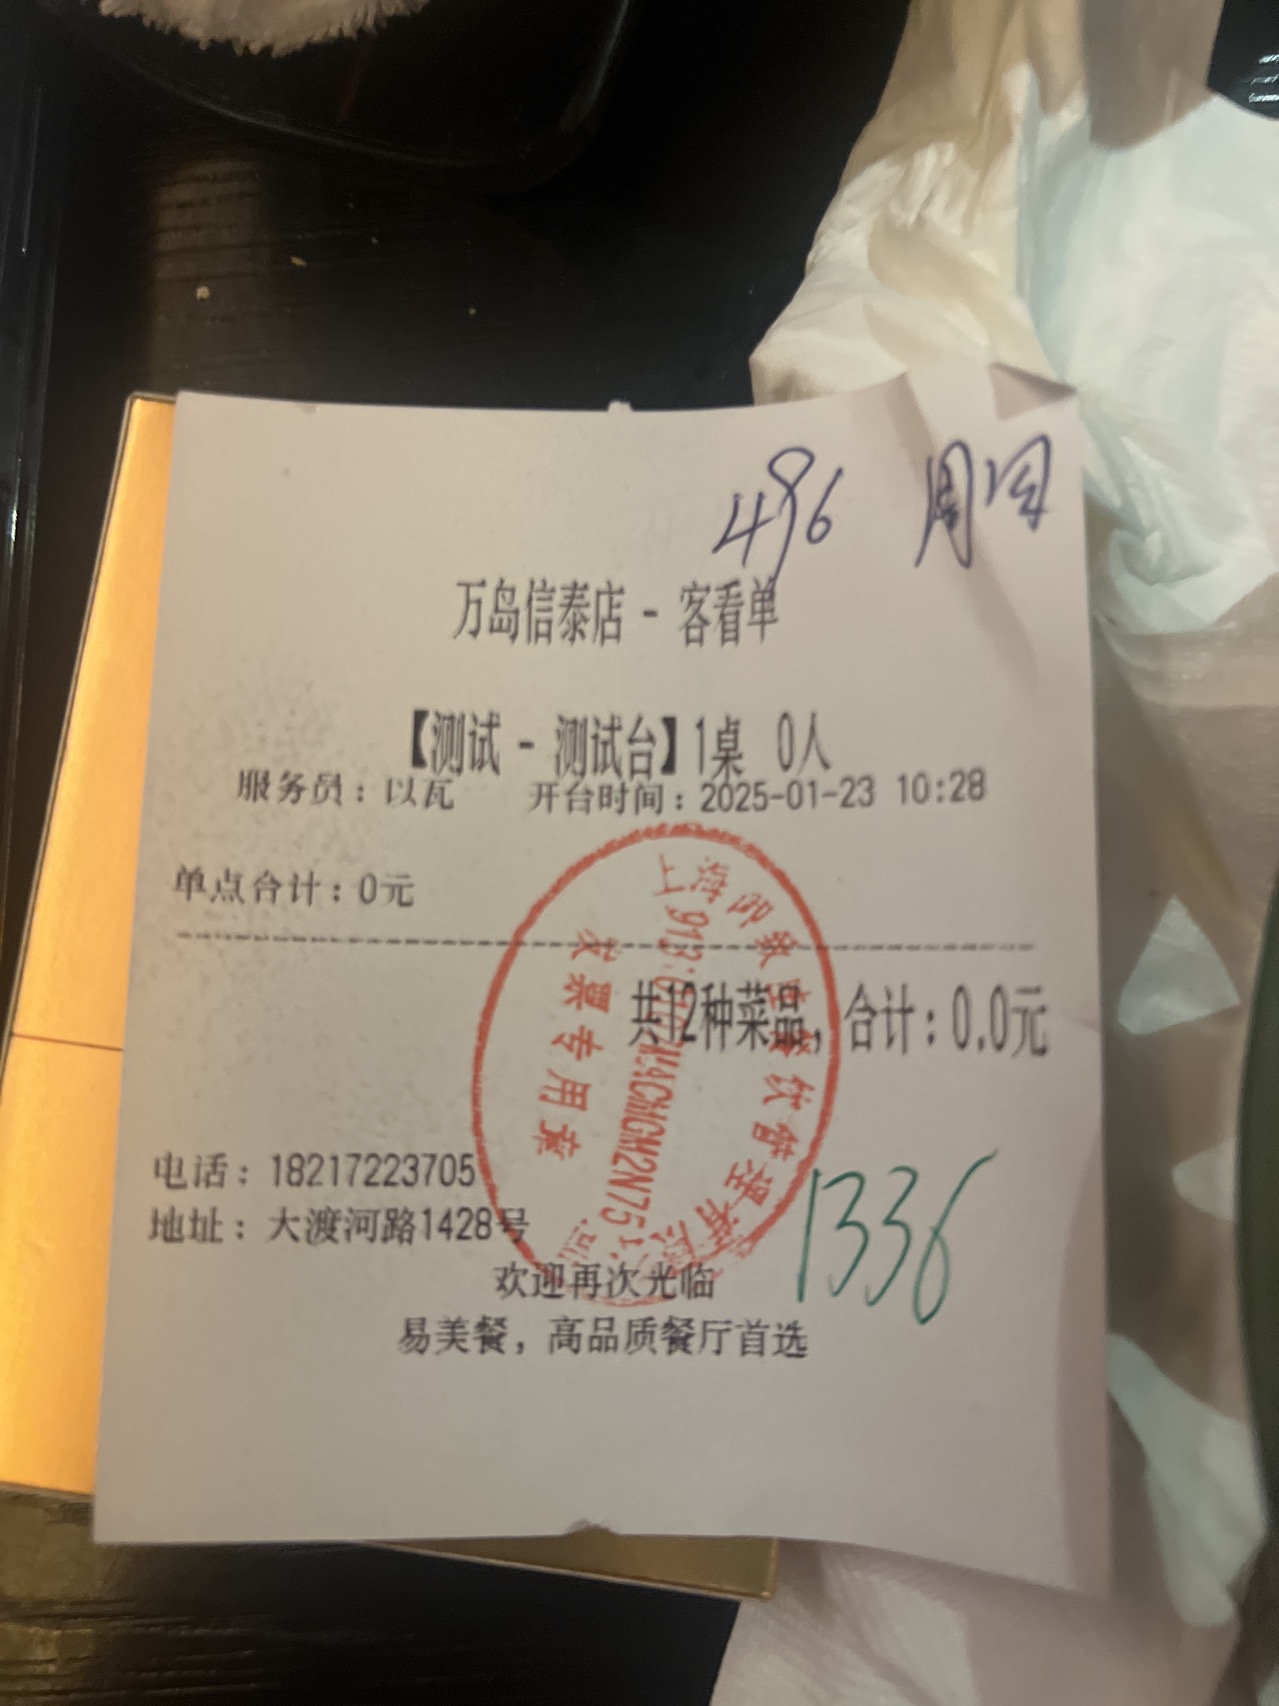 496
万岛信泰店 - 客看单
【测试 - 测试台】1桌 0人
服务员：以瓦 开台时间：2025-01-23 10:28
单点合计：0元
共12种菜品，合计：0.0元
发票专用章
电话：18217223705
地址：大渡河路1428号
1336
欢迎再次光临
易美餐，高品质餐厅首选